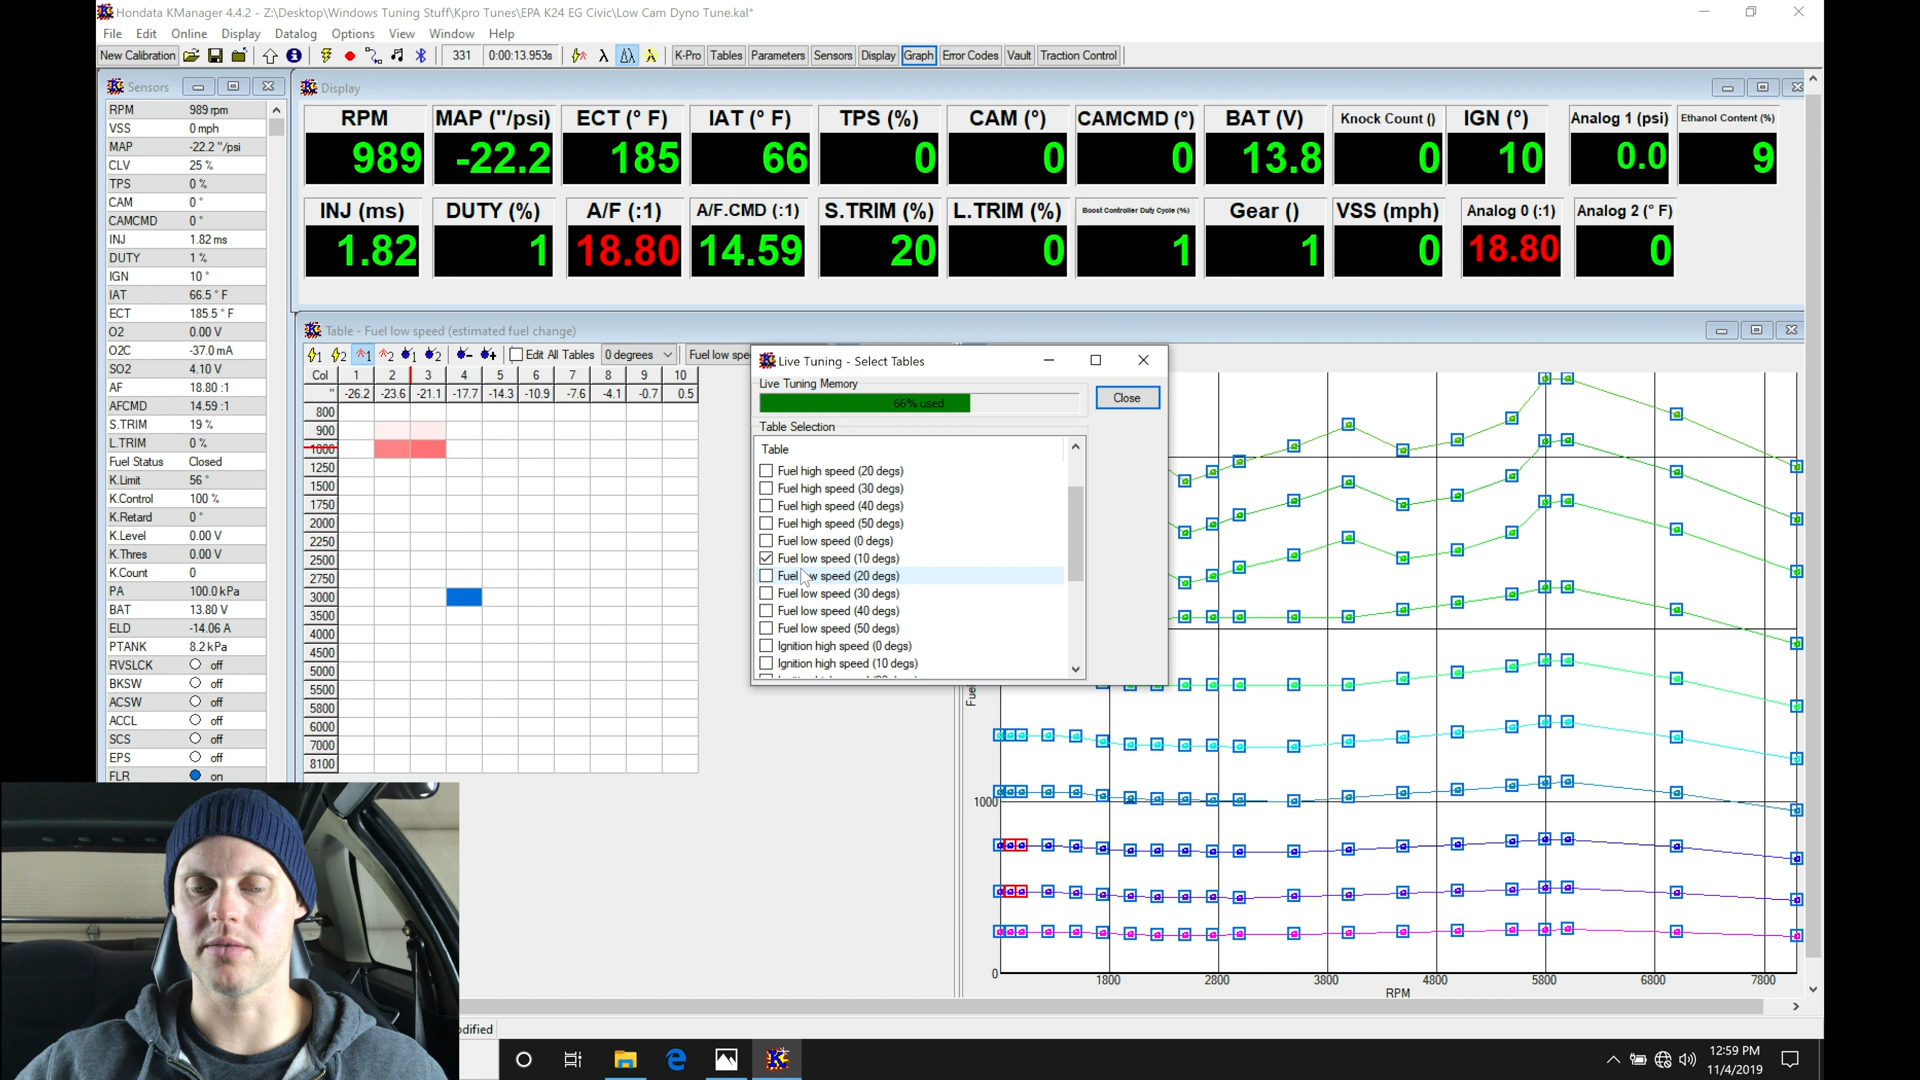 Hondata KManager 4.4.2 - Z:\Desktop\Windows Tuning Stuff\Kpro Tunes\EPA K24 EG Civic\Low Cam Dyno Tune.kal*
File Edit Online Display Datalog Options View Window Help
New Calibration 331 0:00:13.953s K-Pro Tables Parameters Sensors Display Graph Error Codes Vault Traction Control
Sensors
RPM 989 rpm
VSS 0 mph
MAP -22.2 "/psi
CLV 25 %
TPS 0 %
CAM 0 °
CAMCMD 0 °
INJ 1.82 ms
DUTY 1 %
IGN 10 °
IAT 66.5 ° F
ECT 185.5 ° F
O2 0.00 V
O2C -37.0 mA
SO2 4.10 V
AF 18.80 :1
AFCMD 14.59 :1
S.TRIM 19 %
L.TRIM 0 %
Fuel Status Closed
K.Limit 56 °
K.Control 100 %
K.Retard 0 °
K.Level 0.00 V
K.Thres 0.00 V
K.Count 0
PA 100.0 kPa
BAT 13.80 V
ELD -14.06 A
PTANK 8.2 kPa
RVSLCK off
BKSW off
ACSW off
ACCL off
SCS off
EPS off
FLR on
Display
RPM MAP ("/psi) ECT (° F) IAT (° F) TPS (%) CAM (°) CAMCMD (°) BAT (V) Knock Count () IGN (°) Analog 1 (psi) Ethanol Content (%)
989 -22.2 185 66 0 0 0 13.8 0 10 0.0 9
INJ (ms) DUTY (%) A/F (:1) A/F.CMD (:1) S.TRIM (%) L.TRIM (%) Boost Controller Duty Cycle (%) Gear () VSS (mph) Analog 0 (:1) Analog 2 (° F)
1.82 1 18.80 14.59 20 0 1 1 0 18.80 0
Table - Fuel low speed (estimated fuel change)
1 2 1 2 1 2 Edit All Tables 0 degrees Fuel low spe
Col 1 2 3 4 5 6 7 8 9 10
" -26.2 -23.6 -21.1 -17.7 -14.3 -10.9 -7.6 -4.1 -0.7 0.5
800
900
1000
1250
1500
1750
2000
2250
2500
2750
3000
3500
4000
4500
5000
5500
5800
6000
7000
8100
Live Tuning - Select Tables
Live Tuning Memory
66% used
Close
Table Selection
Table
Fuel high speed (20 degs)
Fuel high speed (30 degs)
Fuel high speed (40 degs)
Fuel high speed (50 degs)
Fuel low speed (0 degs)
Fuel low speed (10 degs)
Fuel low speed (20 degs)
Fuel low speed (30 degs)
Fuel low speed (40 degs)
Fuel low speed (50 degs)
Ignition high speed (0 degs)
Ignition high speed (10 degs)
Fue
1000
0
1800 2800 3800 4800 5800 6800 7800
RPM
odified
12:59 PM
11/4/2019